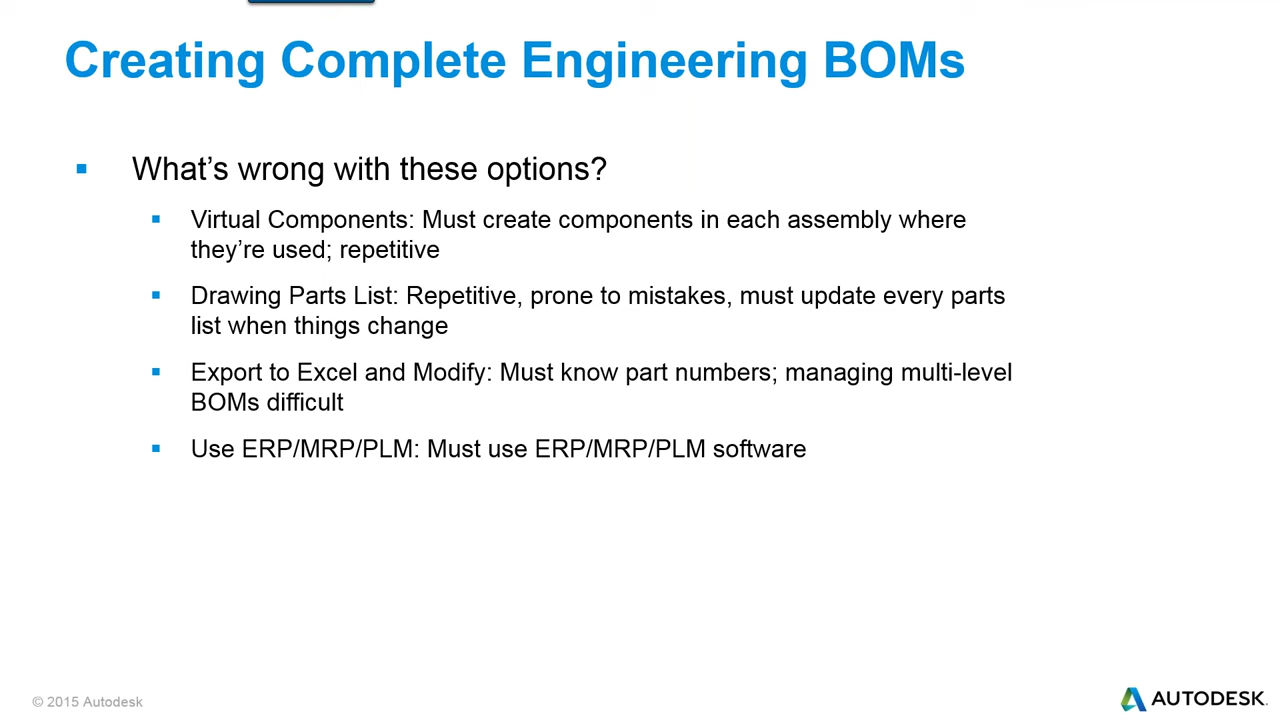 Creating Complete Engineering BOMs
What’s wrong with these options?
Virtual Components: Must create components in each assembly where
they’re used; repetitive
Drawing Parts List: Repetitive, prone to mistakes, must update every parts
list when things change
Export to Excel and Modify: Must know part numbers; managing multi-level
BOMs difficult
Use ERP/MRP/PLM: Must use ERP/MRP/PLM software
© 2015 Autodesk
AUTODESK.